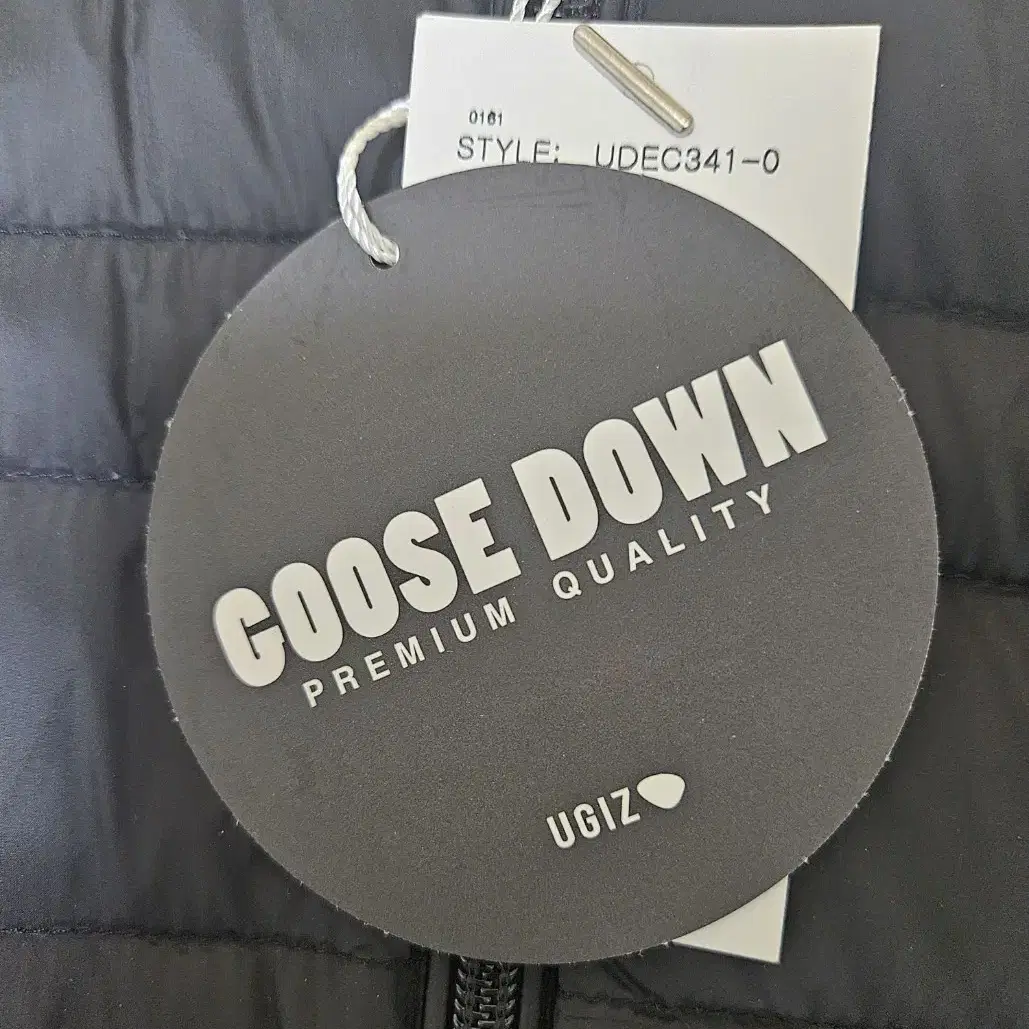 0161
STYLE: UDEC341-0
GOOSE DOWN
PREMIUM QUALITY
UGIZ